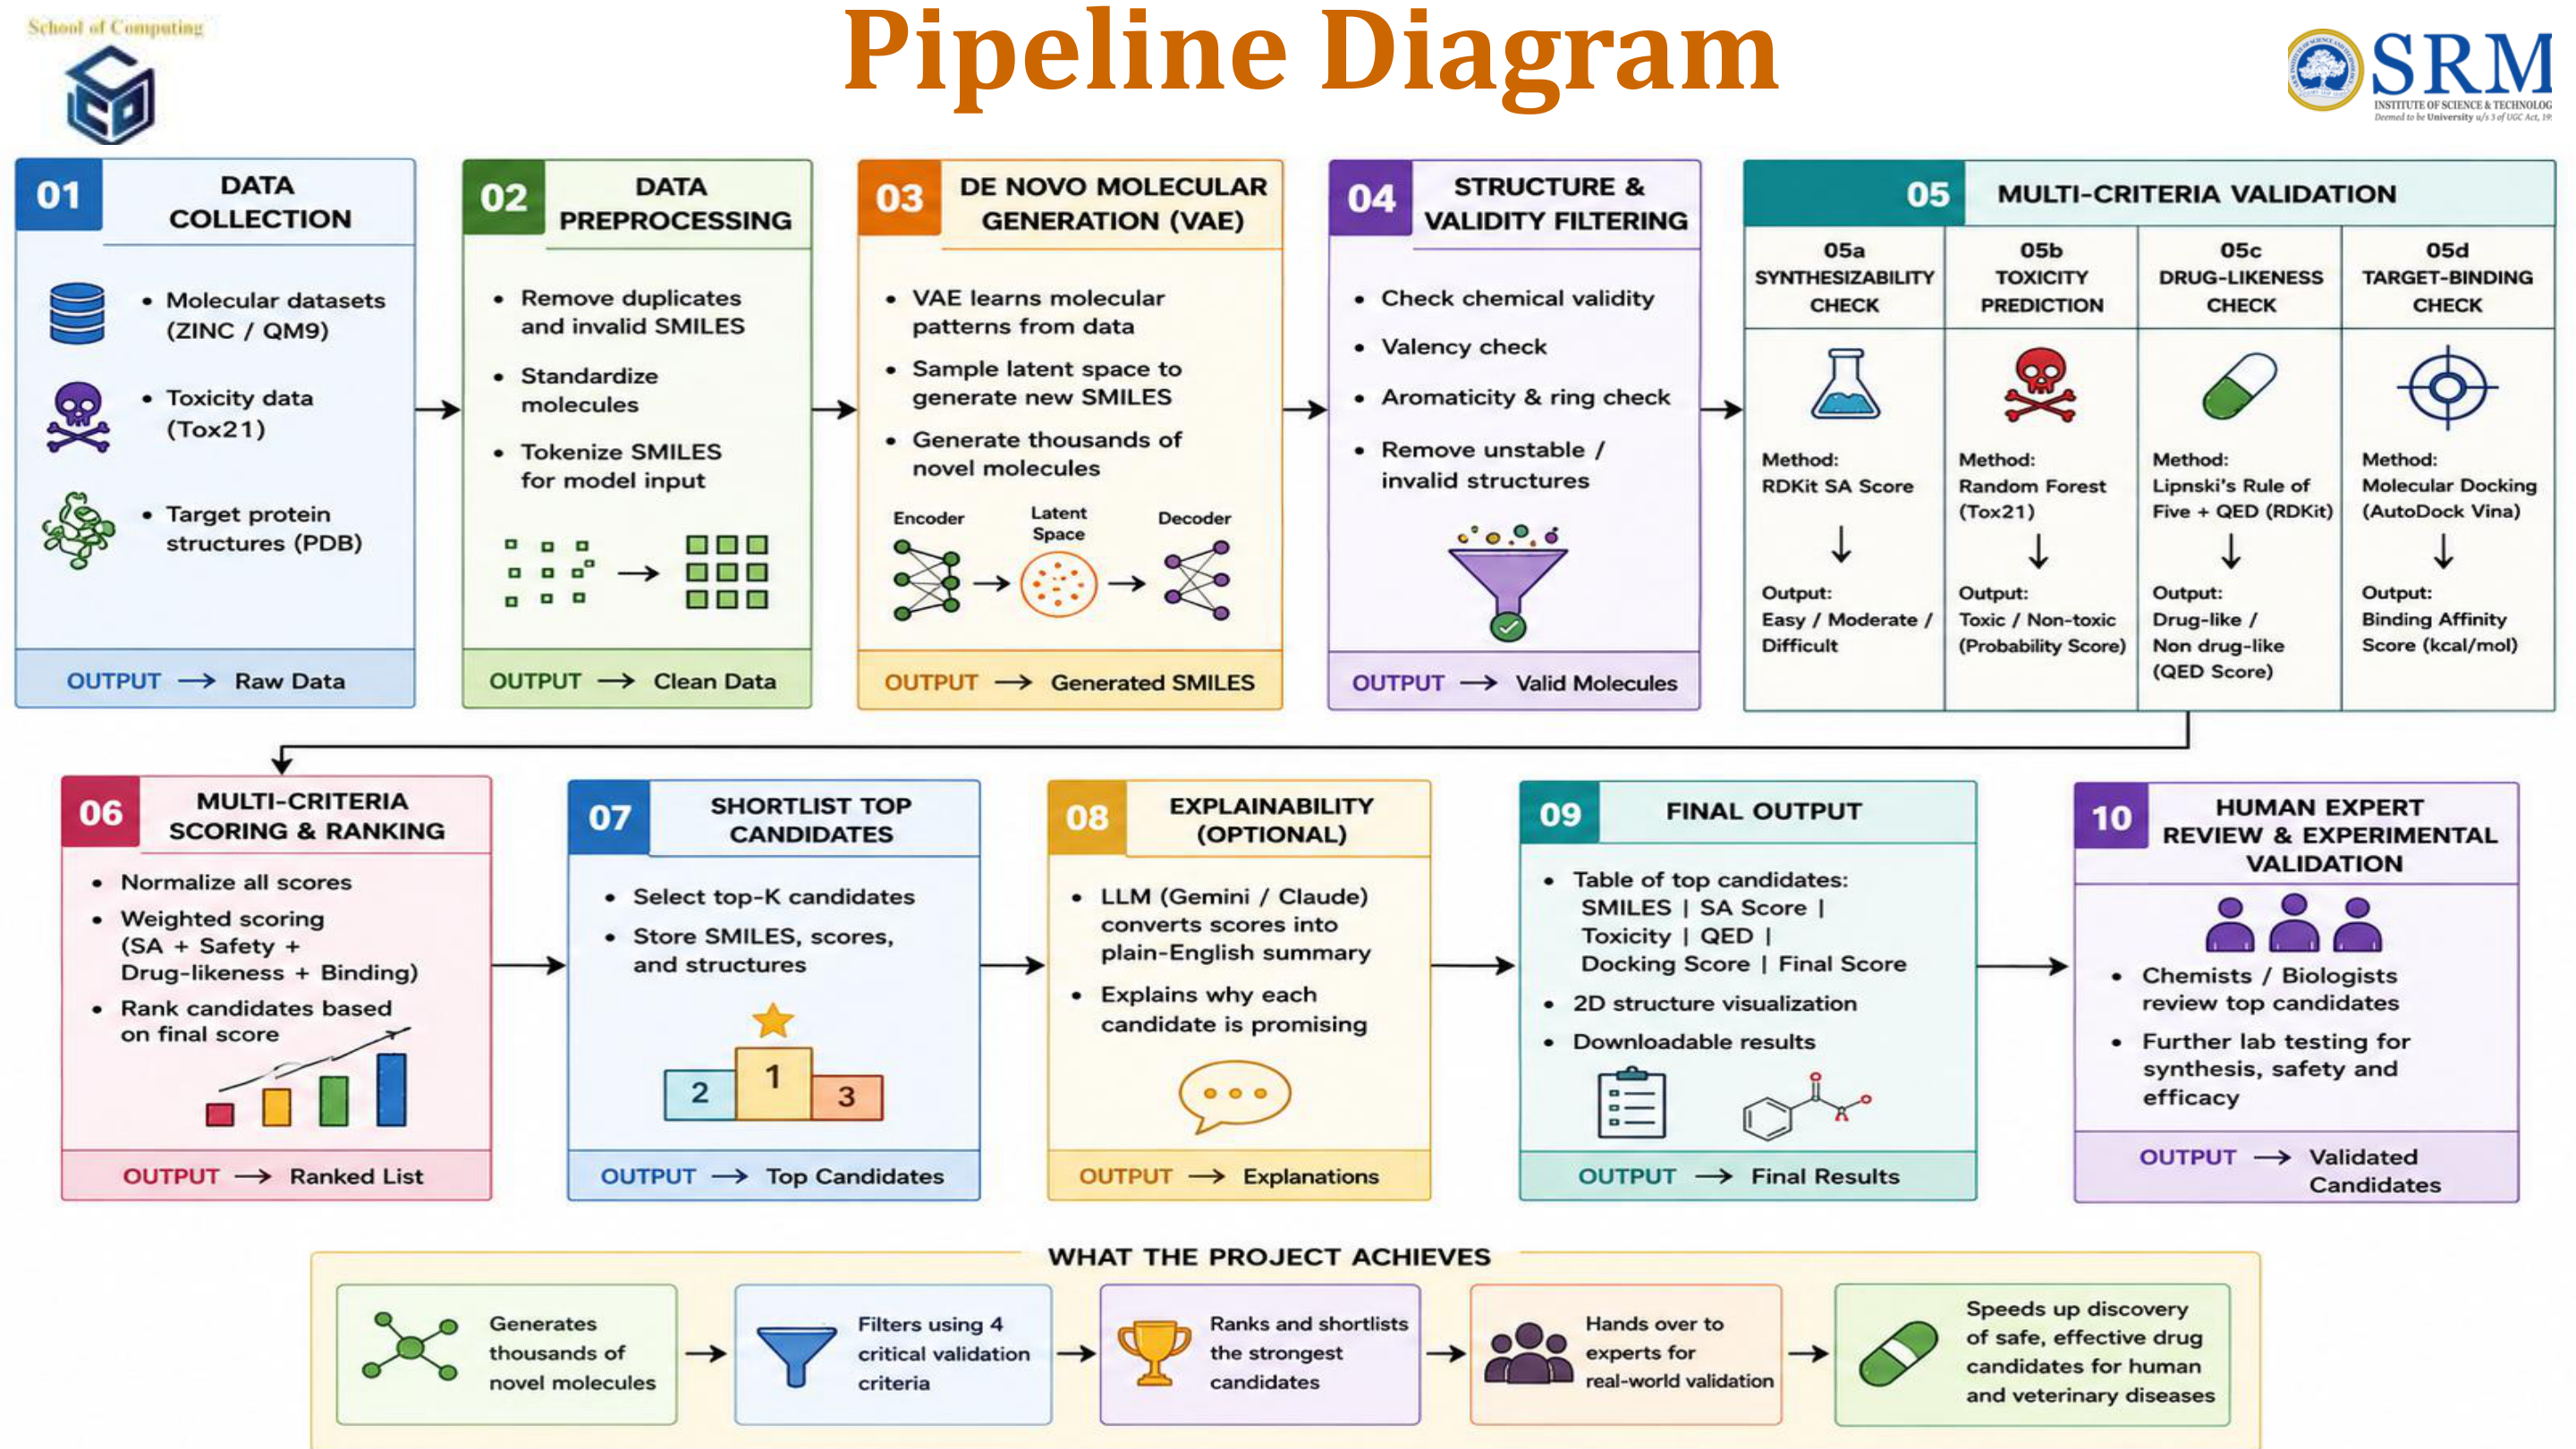 School of Computing
Pipeline Diagram
SRM
INSTITUTE OF SCIENCE & TECHNOLOG
Deemed to be University u/s 3 of UGC Act, 19
01
DATA
COLLECTION
• Molecular datasets
(ZINC / QM9)
• Toxicity data
(Tox21)
• Target protein
structures (PDB)
OUTPUT → Raw Data
02
DATA
PREPROCESSING
• Remove duplicates
and invalid SMILES
• Standardize
molecules
• Tokenize SMILES
for model input
OUTPUT → Clean Data
03
DE NOVO MOLECULAR
GENERATION (VAE)
• VAE learns molecular
patterns from data
• Sample latent space to
generate new SMILES
• Generate thousands of
novel molecules
Encoder
Latent
Space
Decoder
OUTPUT → Generated SMILES
04
STRUCTURE &
VALIDITY FILTERING
• Check chemical validity
• Valency check
• Aromaticity & ring check
• Remove unstable /
invalid structures
OUTPUT → Valid Molecules
05
MULTI-CRITERIA VALIDATION
05a
SYNTHESIZABILITY
CHECK
Method:
RDKit SA Score
Output:
Easy / Moderate /
Difficult
05b
TOXICITY
PREDICTION
Method:
Random Forest
(Tox21)
Output:
Toxic / Non-toxic
(Probability Score)
05c
DRUG-LIKENESS
CHECK
Method:
Lipnski's Rule of
Five + QED (RDKit)
Output:
Drug-like /
Non drug-like
(QED Score)
05d
TARGET-BINDING
CHECK
Method:
Molecular Docking
(AutoDock Vina)
Output:
Binding Affinity
Score (kcal/mol)
06
MULTI-CRITERIA
SCORING & RANKING
• Normalize all scores
• Weighted scoring
(SA + Safety +
Drug-likeness + Binding)
• Rank candidates based
on final score
OUTPUT → Ranked List
07
SHORTLIST TOP
CANDIDATES
• Select top-K candidates
• Store SMILES, scores,
and structures
2
1
3
OUTPUT → Top Candidates
08
EXPLAINABILITY
(OPTIONAL)
• LLM (Gemini / Claude)
converts scores into
plain-English summary
• Explains why each
candidate is promising
OUTPUT → Explanations
09
FINAL OUTPUT
• Table of top candidates:
SMILES | SA Score |
Toxicity | QED |
Docking Score | Final Score
• 2D structure visualization
• Downloadable results
OUTPUT → Final Results
10
HUMAN EXPERT
REVIEW & EXPERIMENTAL
VALIDATION
• Chemists / Biologists
review top candidates
• Further lab testing for
synthesis, safety and
efficacy
OUTPUT → Validated
Candidates
WHAT THE PROJECT ACHIEVES
Generates
thousands of
novel molecules
Filters using 4
critical validation
criteria
Ranks and shortlists
the strongest
candidates
Hands over to
experts for
real-world validation
Speeds up discovery
of safe, effective drug
candidates for human
and veterinary diseases